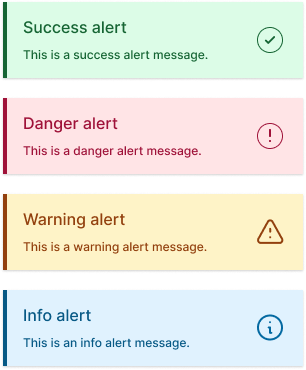 Success alert
This is a success alert message.
Danger alert
This is a danger alert message.
Warning alert
This is a warning alert message.
Info alert
This is an info alert message.